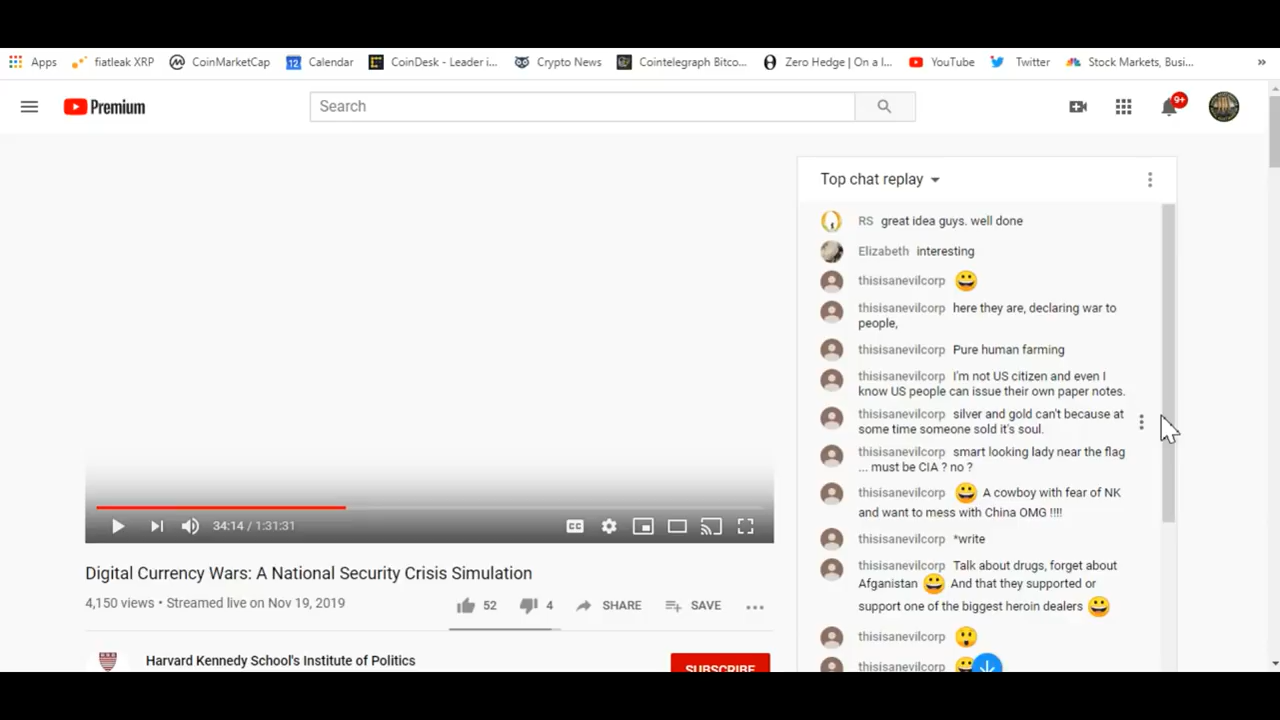 Apps fiatleak XRP CoinMarketCap 12 Calendar CoinDesk - Leader i... Crypto News Cointelegraph Bitco... Zero Hedge | On a l... YouTube Twitter Stock Markets, Busi... »
Premium Search 9+
Top chat replay
RS great idea guys. well done
Elizabeth interesting
thisisanevilcorp 😀
thisisanevilcorp here they are, declaring war to
people,
thisisanevilcorp Pure human farming
thisisanevilcorp I'm not US citizen and even I
know US people can issue their own paper notes.
thisisanevilcorp silver and gold can't because at
some time someone sold it's soul.
thisisanevilcorp smart looking lady near the flag
... must be CIA ? no ?
thisisanevilcorp 😀 A cowboy with fear of NK
and want to mess with China OMG !!!!
thisisanevilcorp *write
thisisanevilcorp Talk about drugs, forget about
Afganistan 😀 And that they supported or
support one of the biggest heroin dealers 😀
thisisanevilcorp 😮
thisisanevilcorp 😀
34:14 / 1:31:31 CC
Digital Currency Wars: A National Security Crisis Simulation
4,150 views • Streamed live on Nov 19, 2019
52 4 SHARE SAVE ...
Harvard Kennedy School's Institute of Politics
SUBSCRIBE